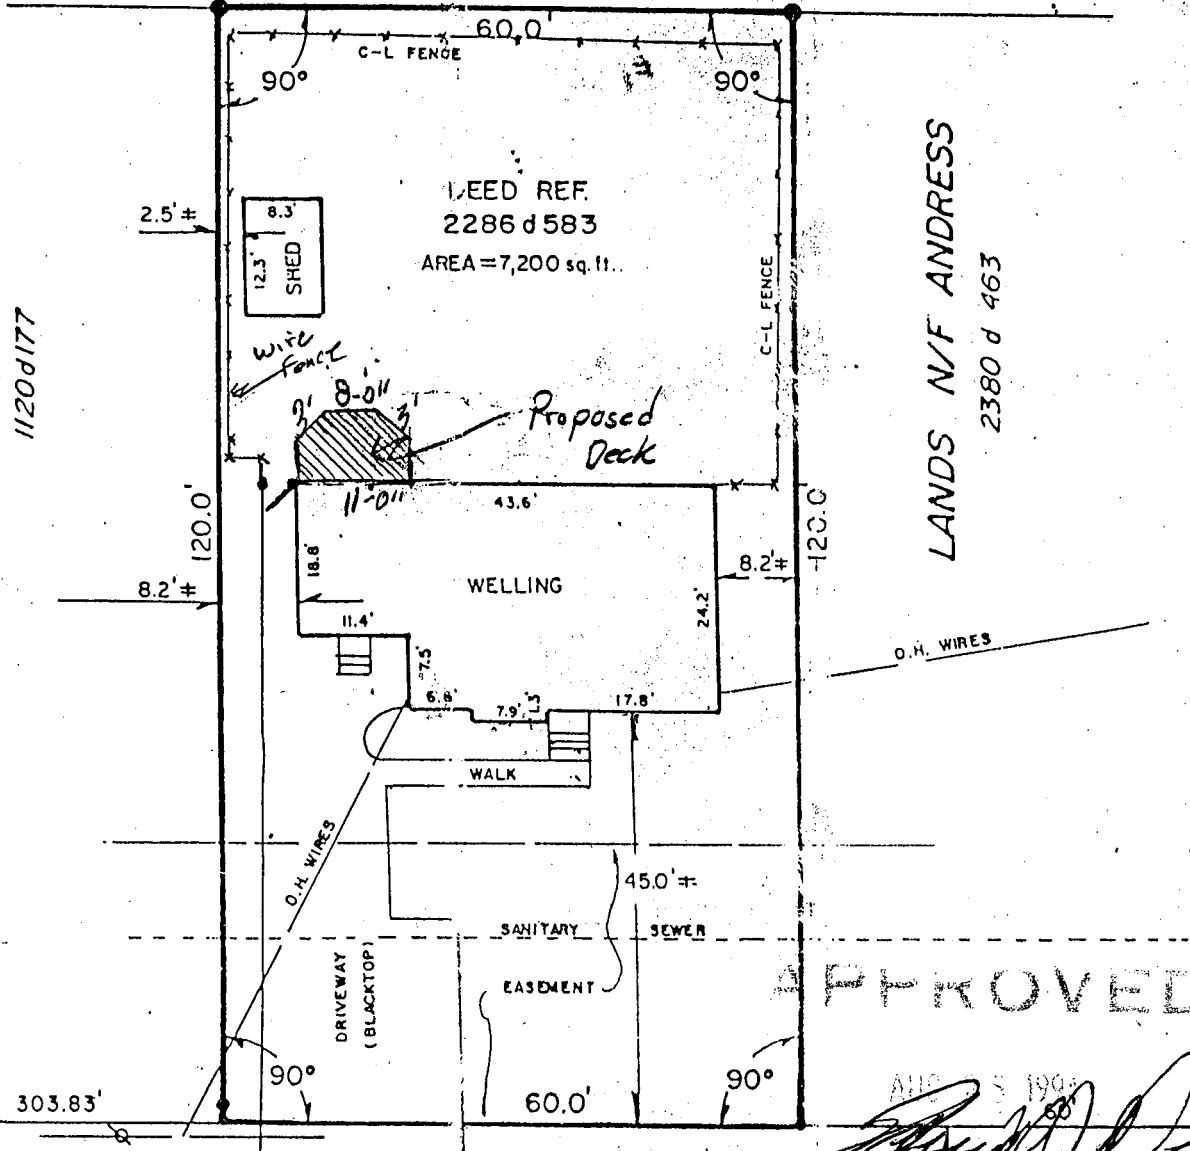 60.0'
C-L FENCE
90°
90°
DEED REF.
2286 d 583
AREA = 7,200 sq. ft.
2.5' ±
8.3'
12.3'
SHED
C-L FENCE
LANDS N/F ANDRESS
2380 d 463
1120 d 177
wire
fence
8'-0"
3'
3'
Proposed
Deck
11'-0"
43.6'
120.0'
120.0
18.8'
8.2' ±
WELLING
8.2' ±
24.2'
11.4'
7.5'
6.8'
7.9'
1.3'
17.8'
O.H. WIRES
WALK
O.H. WIRES
45.0' ±
SANITARY SEWER
EASEMENT
DRIVEWAY
(BLACKTOP)
APPROVED
90°
90°
303.83'
60.0'
60'